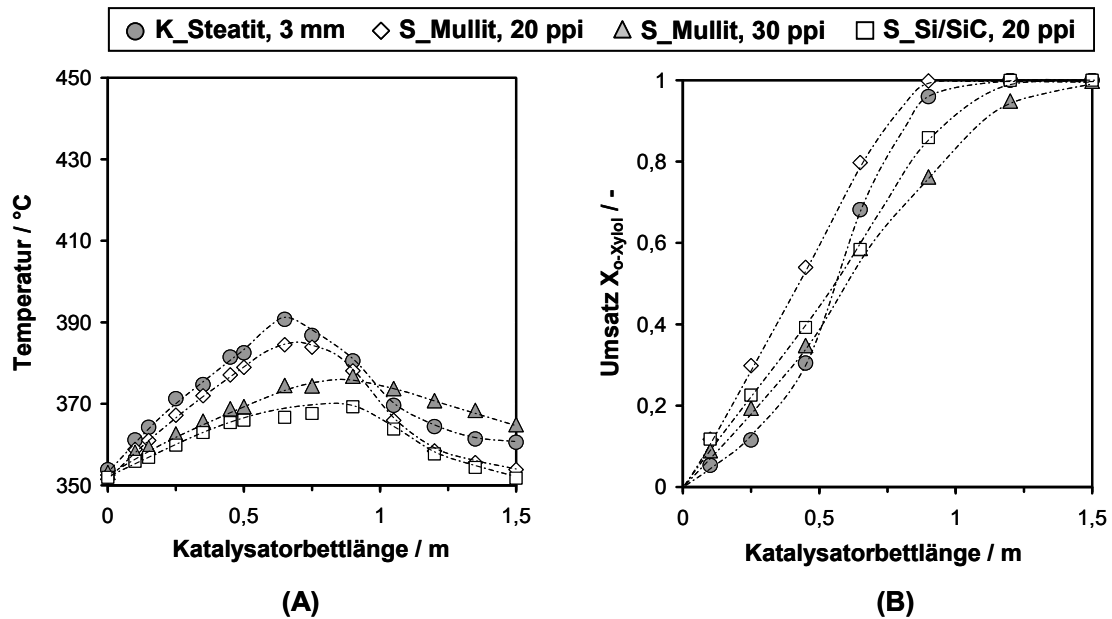 K_Steatit, 3 mm S_Mullit, 20 ppi S_Mullit, 30 ppi S_Si/SiC, 20 ppi
450
430
410
390
370
350
Temperatur / °C
0 0,5 1 1,5
Katalysatorbettlänge / m
(A)
1
0,8
0,6
0,4
0,2
0
Umsatz Xo-Xylol / -
0 0,5 1 1,5
Katalysatorbettlänge / m
(B)